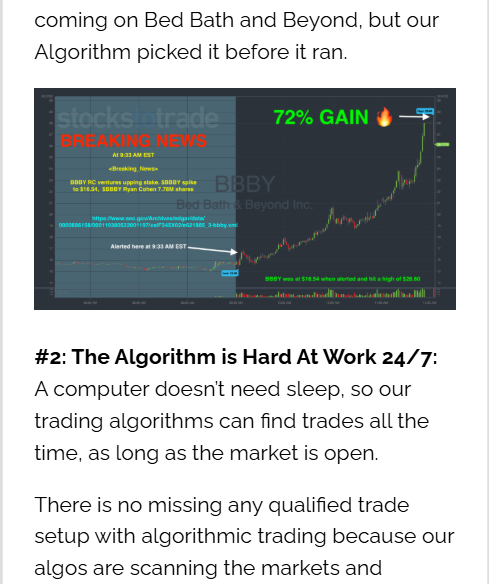 coming on Bed Bath and Beyond, but our
Algorithm picked it before it ran.
stockstotrade
72% GAIN 🔥
BREAKING NEWS
At 9:33 AM EST
<Breaking_News>
BBBY RC ventures upping stake. $BBBY spike
to $16.54, $BBBY Ryan Cohen 7.78M shares
BBBY
Bed Bath & Beyond Inc.
https://www.sec.gov/Archives/edgar/data/
Alerted here at 9:33 AM EST
BBBY was at $16.54 when alerted and hit a high of $28.60
#2: The Algorithm is Hard At Work 24/7:
A computer doesn’t need sleep, so our
trading algorithms can find trades all the
time, as long as the market is open.
There is no missing any qualified trade
setup with algorithmic trading because our
algos are scanning the markets and